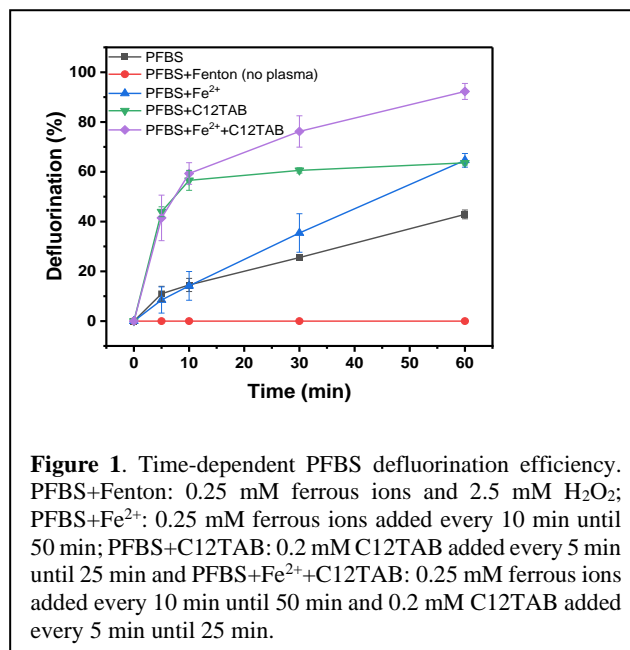 PFBS
PFBS+Fenton (no plasma)
PFBS+Fe²⁺
PFBS+C12TAB
PFBS+Fe²⁺+C12TAB
100
80
60
40
20
0
Defluorination (%)
0 10 20 30 40 50 60
Time (min)
Figure 1. Time-dependent PFBS defluorination efficiency.
PFBS+Fenton: 0.25 mM ferrous ions and 2.5 mM H₂O₂;
PFBS+Fe²⁺: 0.25 mM ferrous ions added every 10 min until
50 min; PFBS+C12TAB: 0.2 mM C12TAB added every 5 min
until 25 min and PFBS+Fe²⁺+C12TAB: 0.25 mM ferrous ions
added every 10 min until 50 min and 0.2 mM C12TAB added
every 5 min until 25 min.